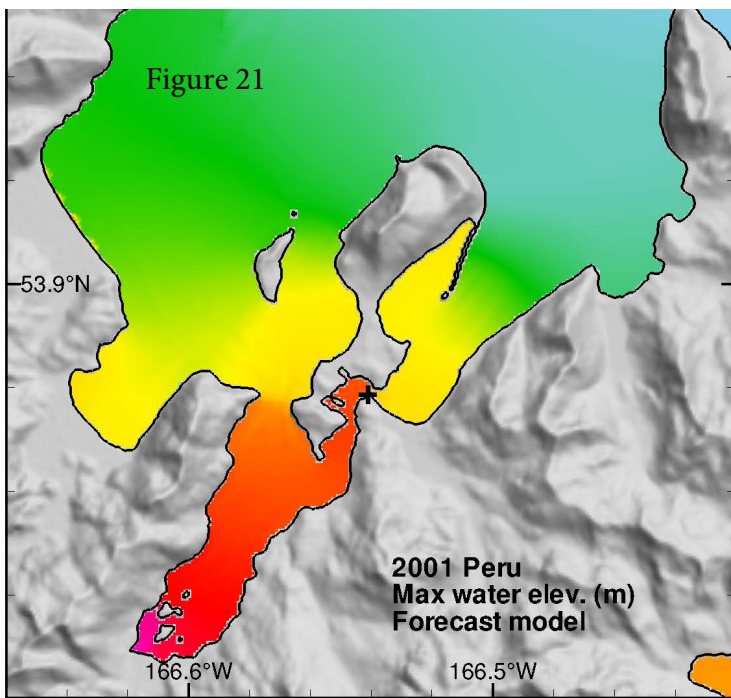 Figure 21
53.9°N
2001 Peru
Max water elev. (m)
Forecast model
166.6°W
166.5°W